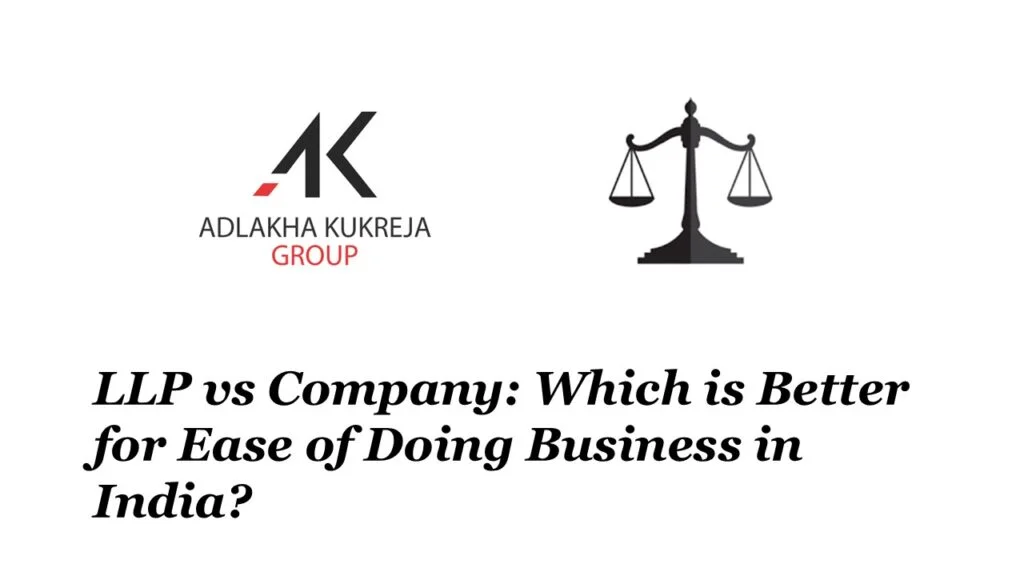 AK
ADLAKHA KUKREJA
GROUP
LLP vs Company: Which is Better
for Ease of Doing Business in
India?